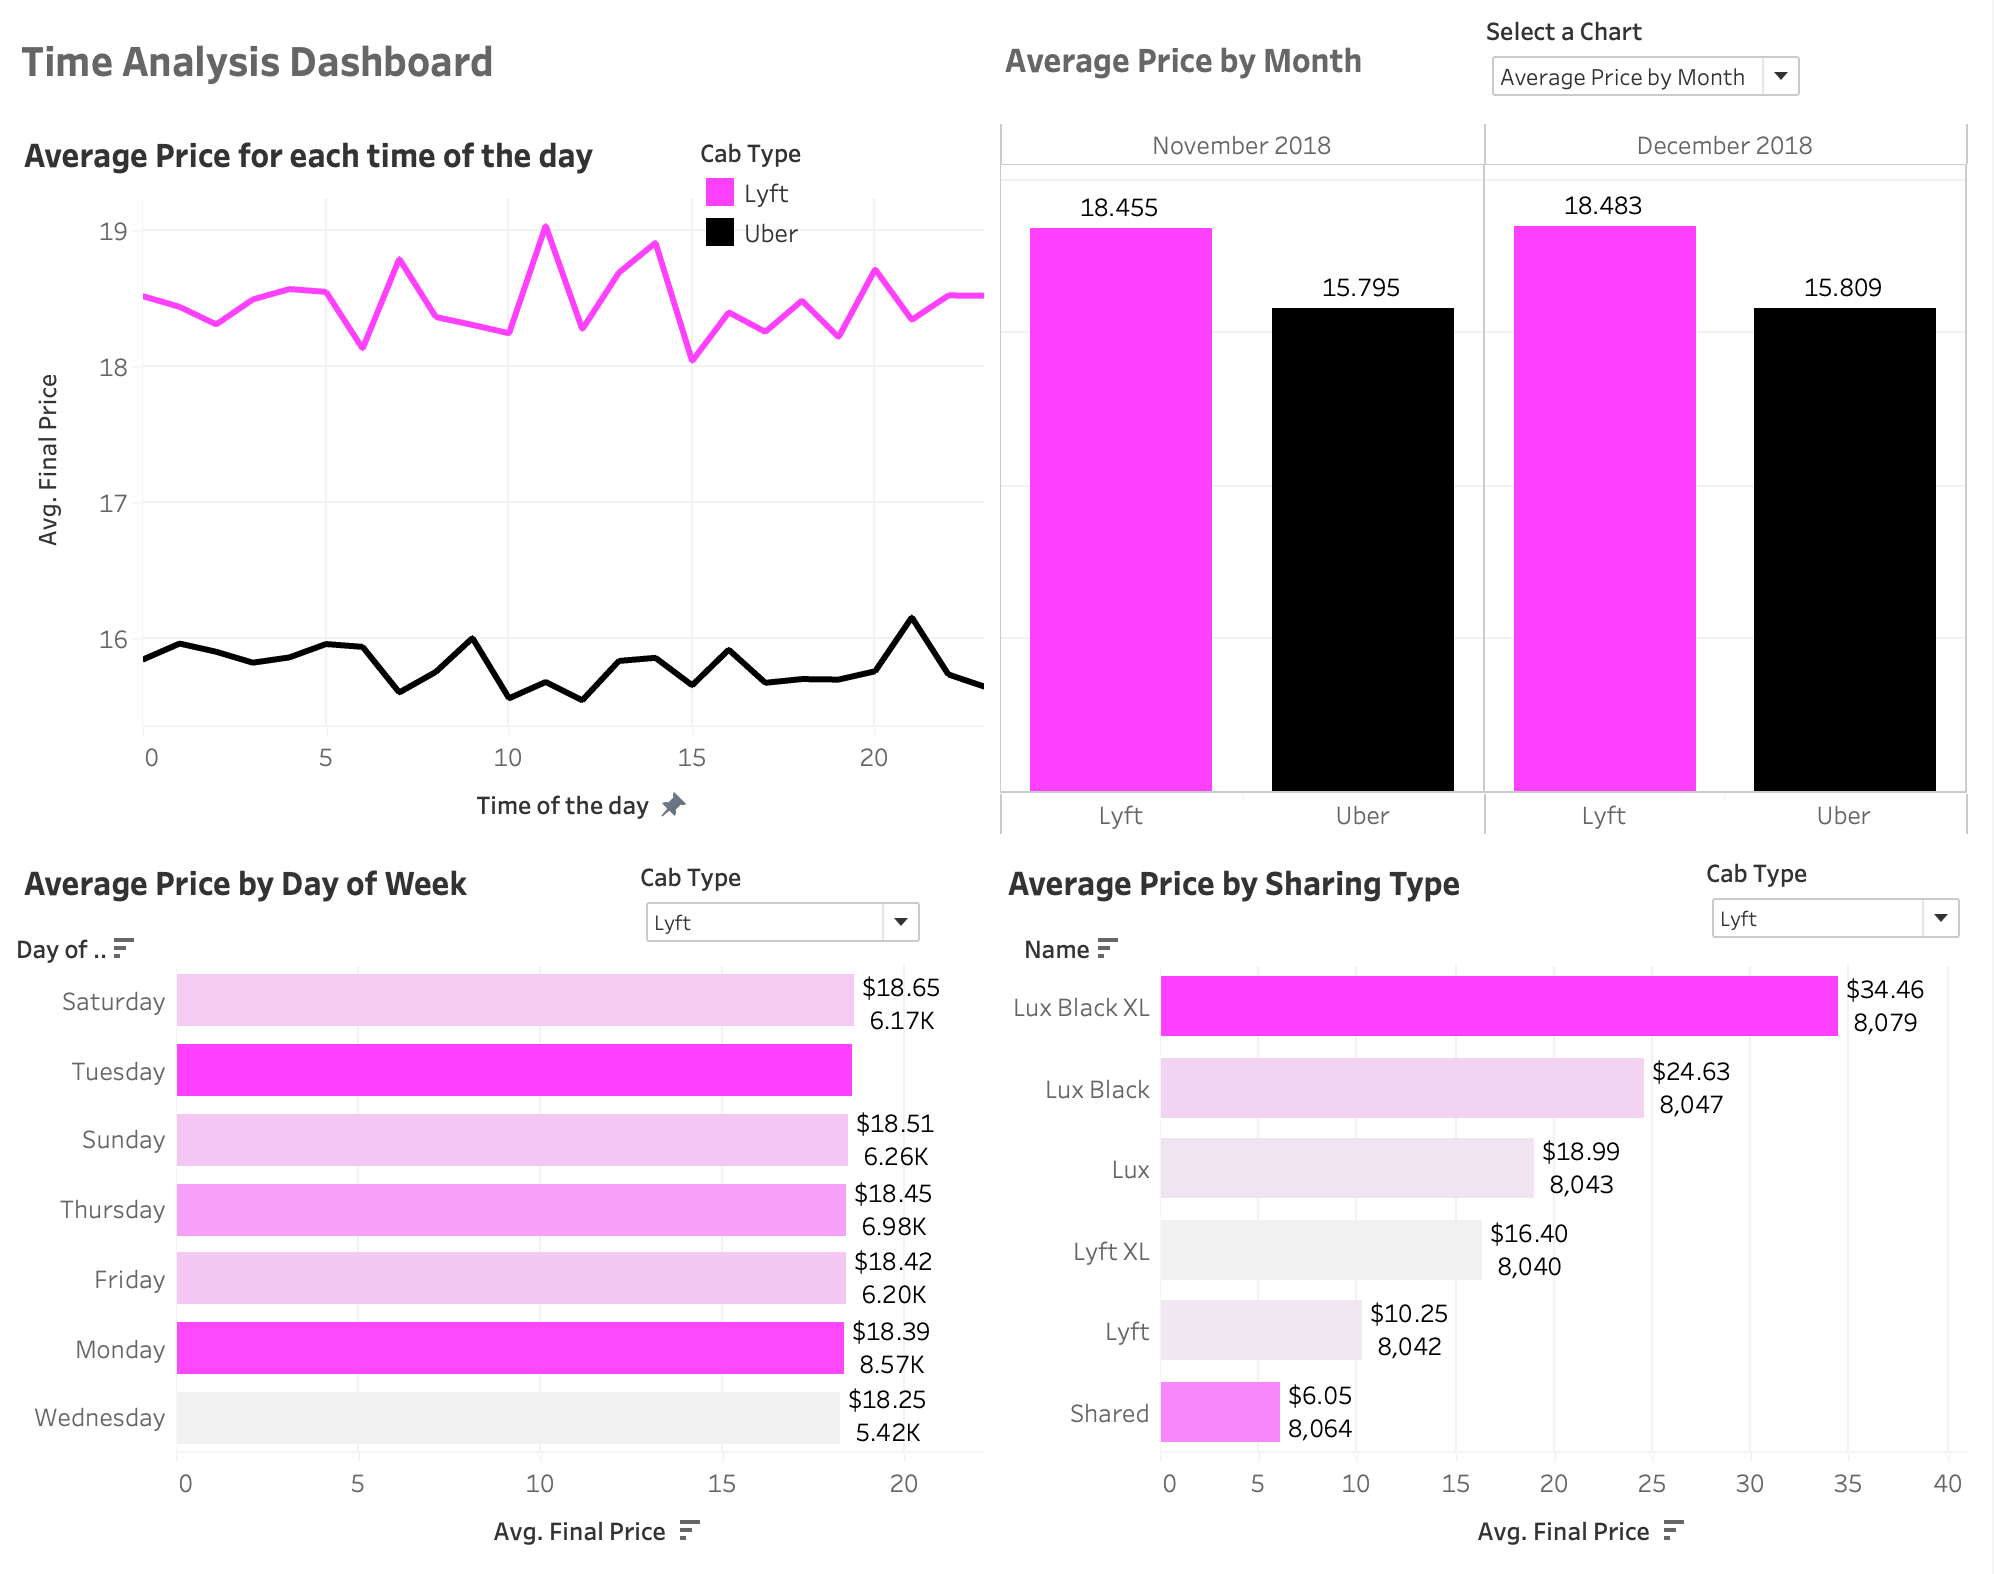 Time Analysis Dashboard
Average Price by Month
Select a Chart
Average Price by Month
Average Price for each time of the day
Cab Type
Lyft
Uber
19
18
17
16
Avg. Final Price
0 5 10 15 20
Time of the day
November 2018 December 2018
18.455 15.795 18.483 15.809
Lyft Uber Lyft Uber
Average Price by Day of Week
Cab Type
Lyft
Day of ..
Saturday $18.65
6.17K
Tuesday
Sunday $18.51
6.26K
Thursday $18.45
6.98K
Friday $18.42
6.20K
Monday $18.39
8.57K
Wednesday $18.25
5.42K
0 5 10 15 20
Avg. Final Price
Average Price by Sharing Type
Cab Type
Lyft
Name
Lux Black XL $34.46
8,079
Lux Black $24.63
8,047
Lux $18.99
8,043
Lyft XL $16.40
8,040
Lyft $10.25
8,042
Shared $6.05
8,064
0 5 10 15 20 25 30 35 40
Avg. Final Price